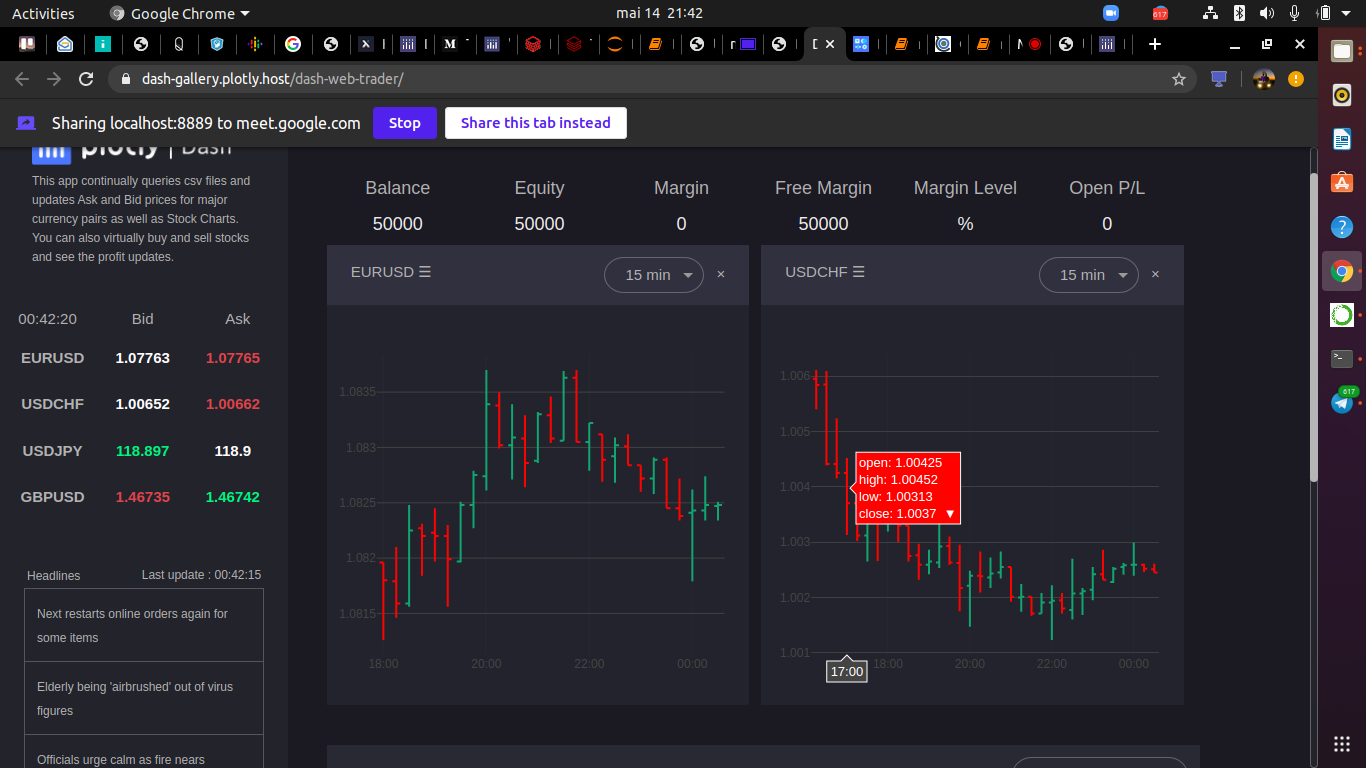 Activities
Google Chrome
mai 14 21:42
617
dash-gallery.plotly.host/dash-web-trader/
Sharing localhost:8889 to meet.google.com
Stop
Share this tab instead
plotly | Dash
This app continually queries csv files and
updates Ask and Bid prices for major
currency pairs as well as Stock Charts.
You can also virtually buy and sell stocks
and see the profit updates.
00:42:20 Bid Ask
EURUSD 1.07763 1.07765
USDCHF 1.00652 1.00662
USDJPY 118.897 118.9
GBPUSD 1.46735 1.46742
Headlines Last update : 00:42:15
Next restarts online orders again for
some items
Elderly being 'airbrushed' out of virus
figures
Officials urge calm as fire nears
Balance Equity Margin Free Margin Margin Level Open P/L
50000 50000 0 50000 % 0
EURUSD ☰ 15 min ×
1.0835
1.083
1.0825
1.082
1.0815
18:00 20:00 22:00 00:00
USDCHF ☰ 15 min ×
1.006
1.005
1.004
1.003
1.002
1.001
open: 1.00425
high: 1.00452
low: 1.00313
close: 1.0037 ▼
17:00 18:00 20:00 22:00 00:00
617